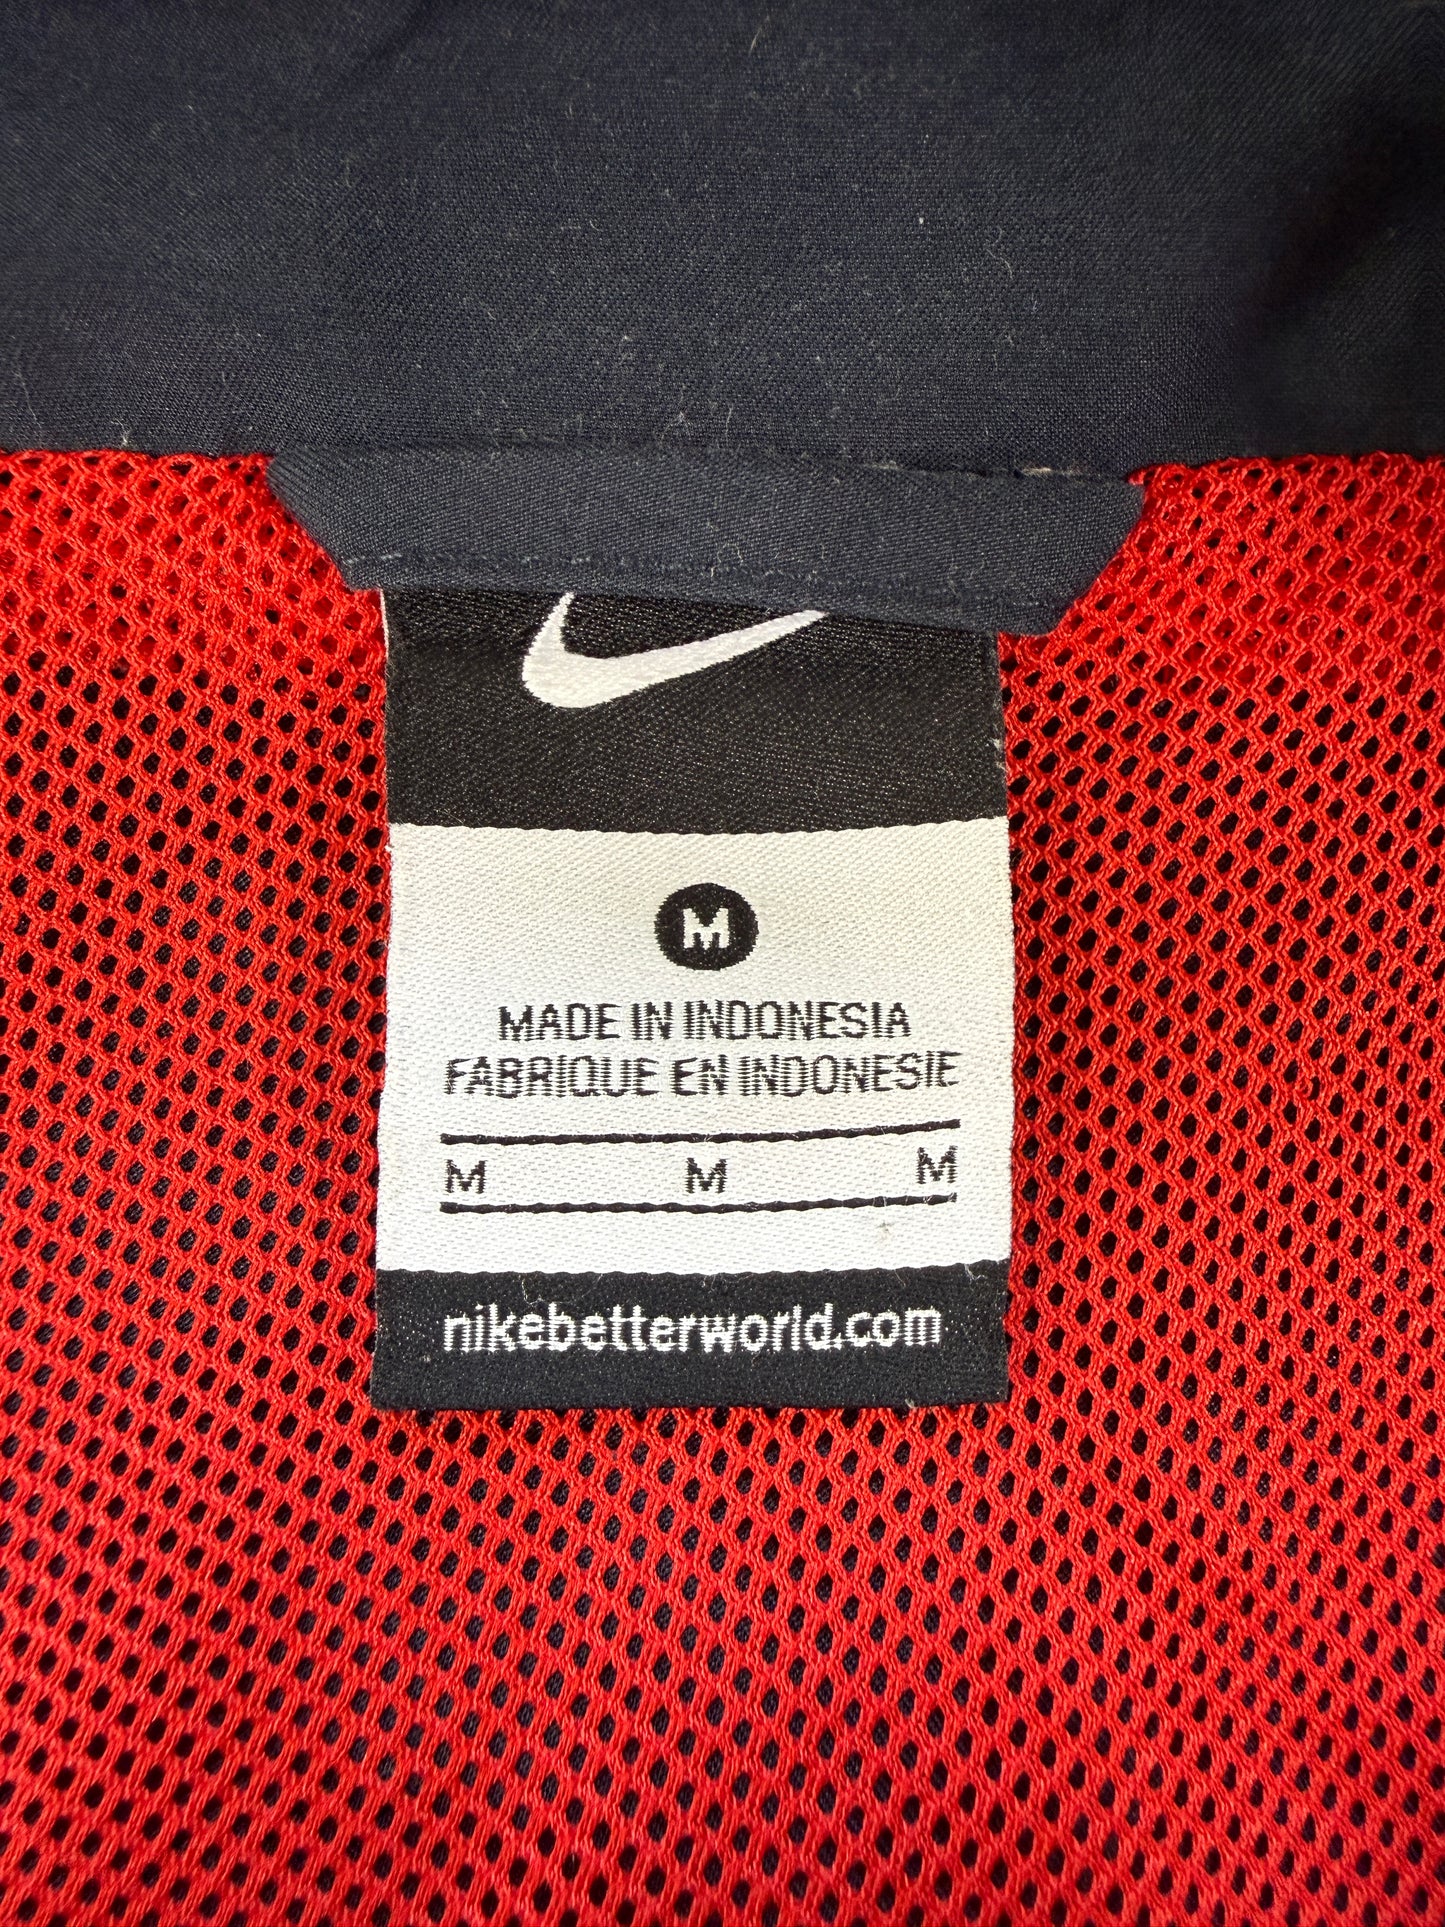 M
MADE IN INDONESIA
FABRIQUE EN INDONESIE
M M M
nikebetterworld.com